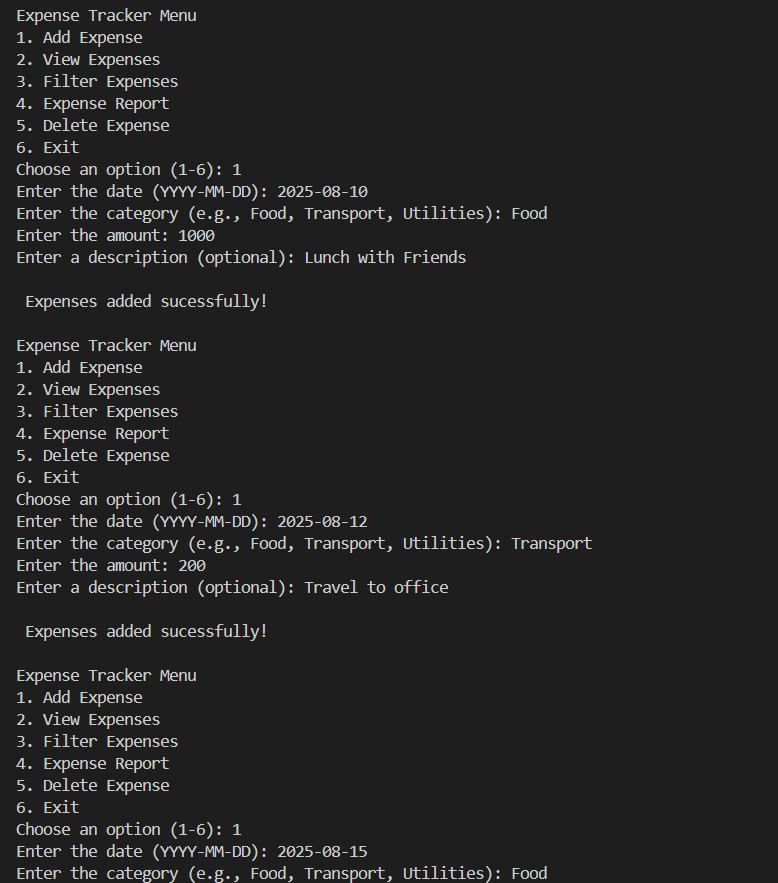 Expense Tracker Menu
1. Add Expense
2. View Expenses
3. Filter Expenses
4. Expense Report
5. Delete Expense
6. Exit
Choose an option (1-6): 1
Enter the date (YYYY-MM-DD): 2025-08-10
Enter the category (e.g., Food, Transport, Utilities): Food
Enter the amount: 1000
Enter a description (optional): Lunch with Friends
Expenses added sucessfully!
Expense Tracker Menu
1. Add Expense
2. View Expenses
3. Filter Expenses
4. Expense Report
5. Delete Expense
6. Exit
Choose an option (1-6): 1
Enter the date (YYYY-MM-DD): 2025-08-12
Enter the category (e.g., Food, Transport, Utilities): Transport
Enter the amount: 200
Enter a description (optional): Travel to office
Expenses added sucessfully!
Expense Tracker Menu
1. Add Expense
2. View Expenses
3. Filter Expenses
4. Expense Report
5. Delete Expense
6. Exit
Choose an option (1-6): 1
Enter the date (YYYY-MM-DD): 2025-08-15
Enter the category (e.g., Food, Transport, Utilities): Food